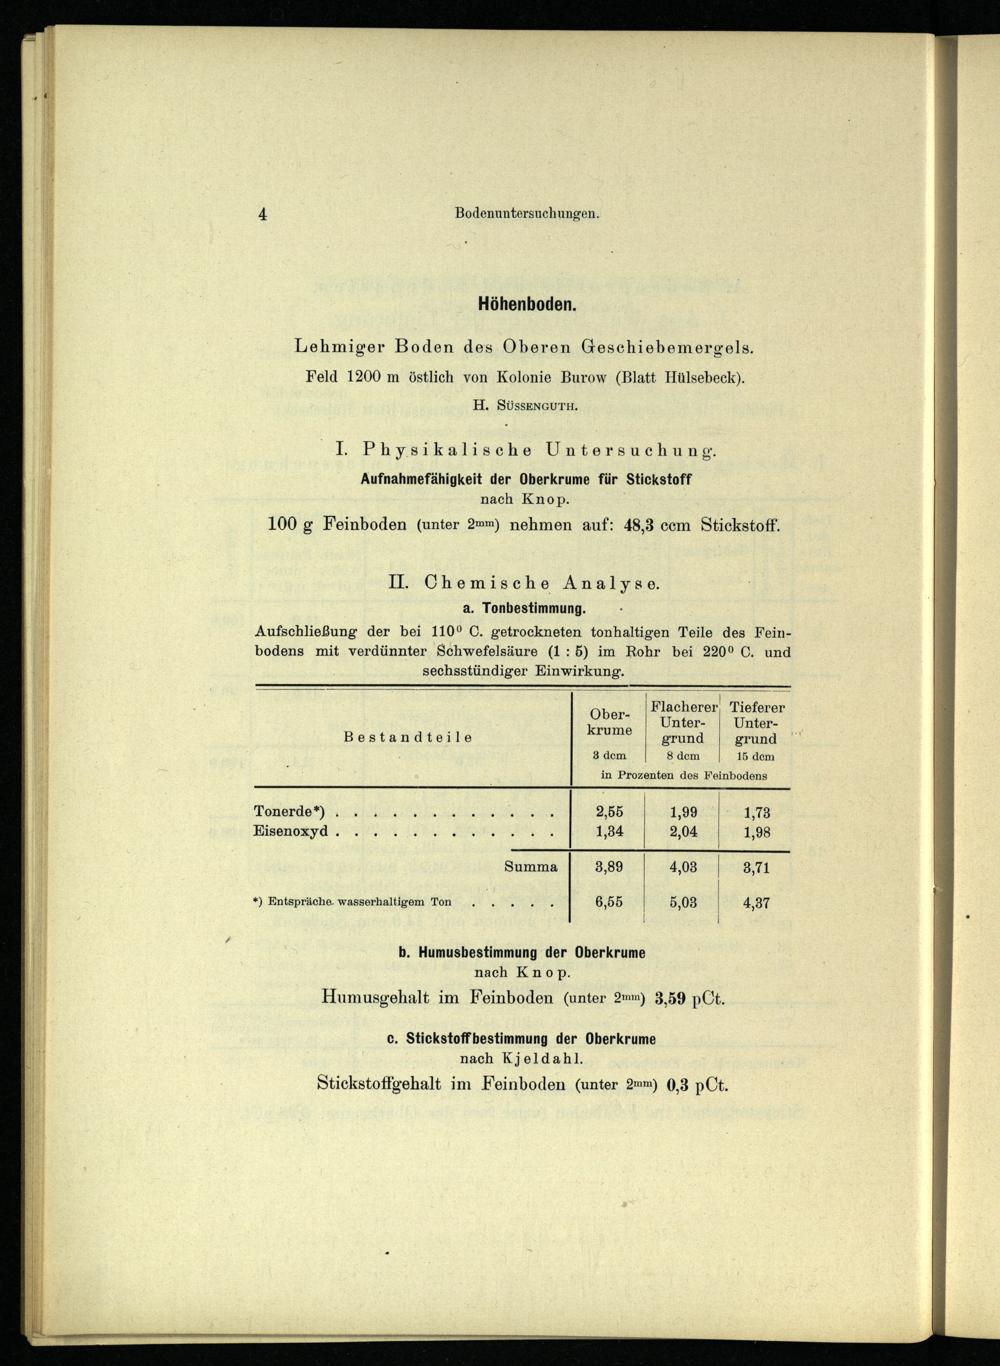 4 Bodenuntersuchungen.
Höhenboden.
Lehmiger Boden des Oberen Geschiebemergels.
Feld 1200 m östlich von Kolonie Burow (Blatt Hülsebeck).
H. SÜSSENGUTH.
I. Physikalische Untersuchung.
Aufnahmefähigkeit der Oberkrume für Stickstoff
nach Knop.
100 g Feinboden (unter 2mm) nehmen auf: 48,3 ccm Stickstoff.
II. Chemische Analyse.
a. Tonbestimmung.
Aufschließung der bei 110° C. getrockneten tonhaltigen Teile des Fein-
bodens mit verdünnter Schwefelsäure (1 : 5) im Rohr bei 220° C. und
sechsstündiger Einwirkung.
Bestandteile
Ober-
krume
3 dcm
Flacherer
Unter-
grund
8 dcm
Tieferer
Unter-
grund
15 dcm
in Prozenten des Feinbodens
Tonerde*) . . . . . . . . . . 2,55 1,99 1,73
Eisenoxyd . . . . . . . . . . 1,34 2,04 1,98
Summa 3,89 4,03 3,71
*) Entspräche wasserhaltigem Ton . . . . . 6,55 5,03 4,37
b. Humusbestimmung der Oberkrume
nach Knop.
Humusgehalt im Feinboden (unter 2mm) 3,59 pCt.
c. Stickstoffbestimmung der Oberkrume
nach Kjeldahl.
Stickstoffgehalt im Feinboden (unter 2mm) 0,3 pCt.